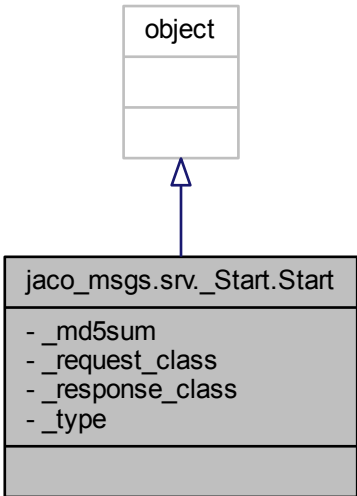 object
jaco_msgs.srv._Start.Start
- _md5sum
- _request_class
- _response_class
- _type